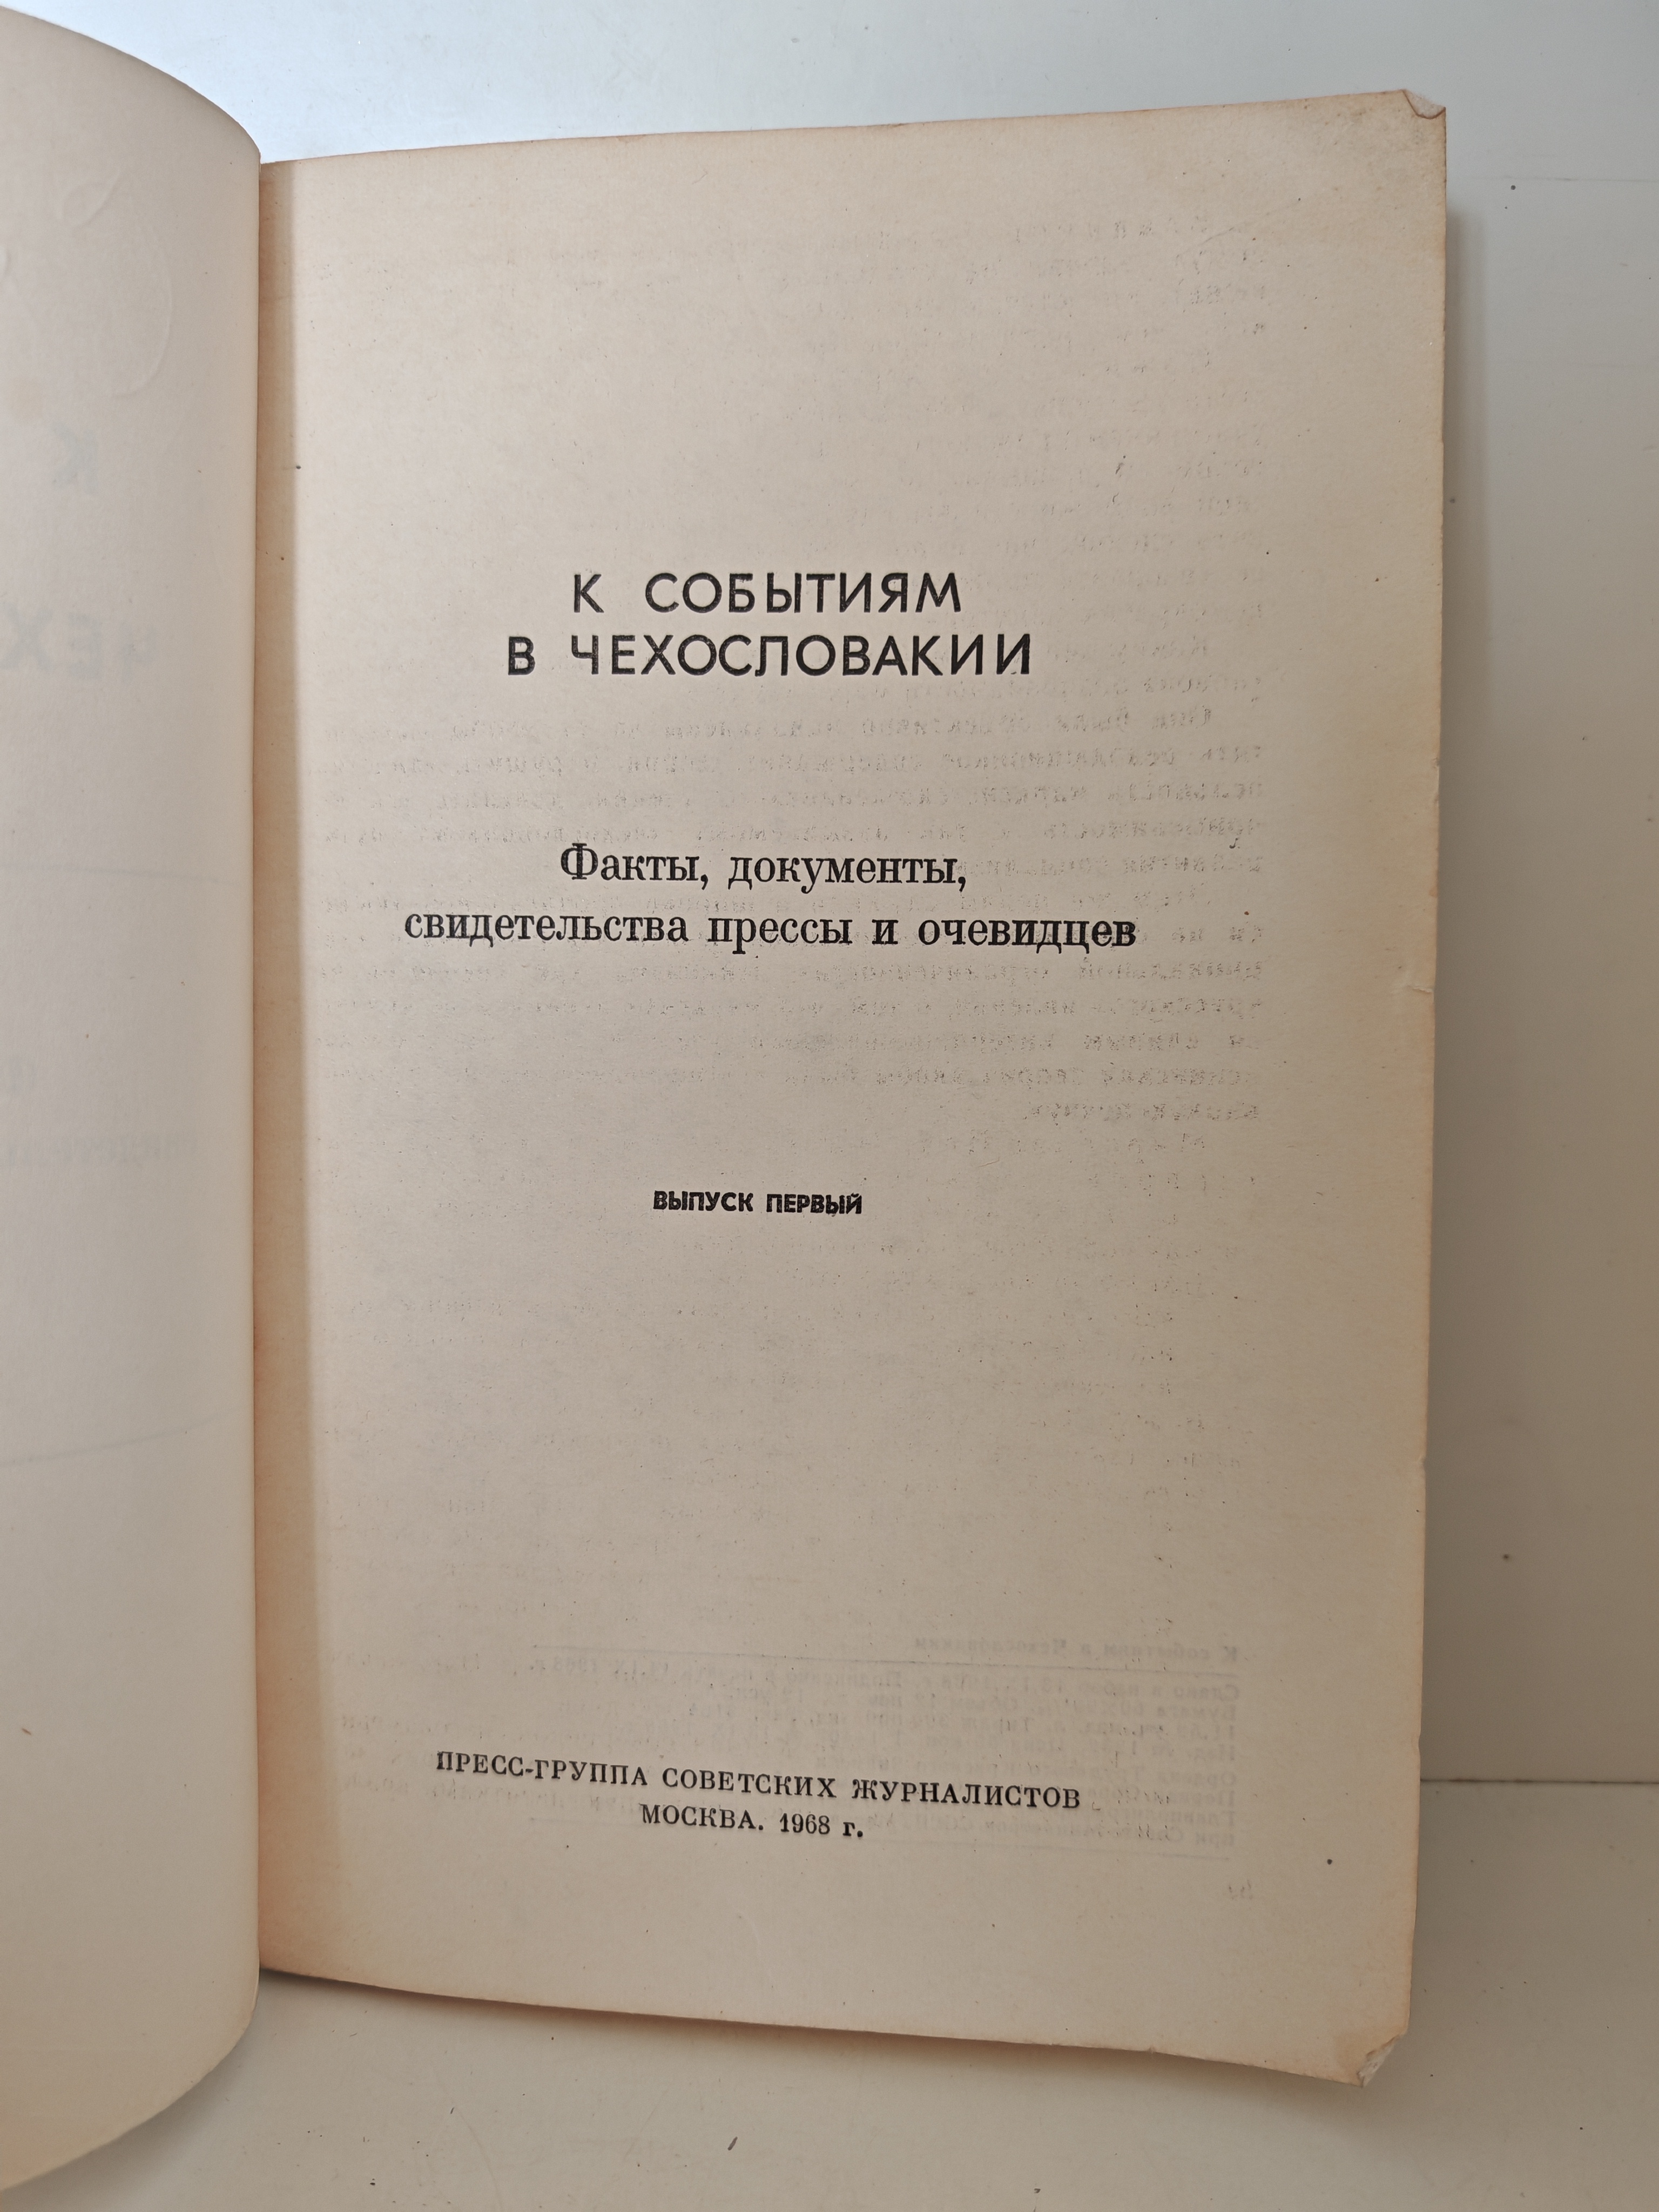 К СОБЫТИЯМ
В ЧЕХОСЛОВАКИИ
Факты, документы,
свидетельства прессы и очевидцев
ВЫПУСК ПЕРВЫЙ
ПРЕСС-ГРУППА СОВЕТСКИХ ЖУРНАЛИСТОВ
МОСКВА. 1968 г.